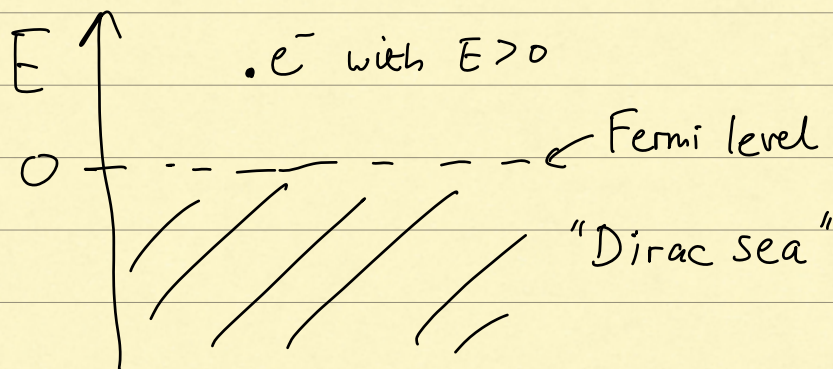 E
.e⁻ with E>0
0
Fermi level
"Dirac sea"